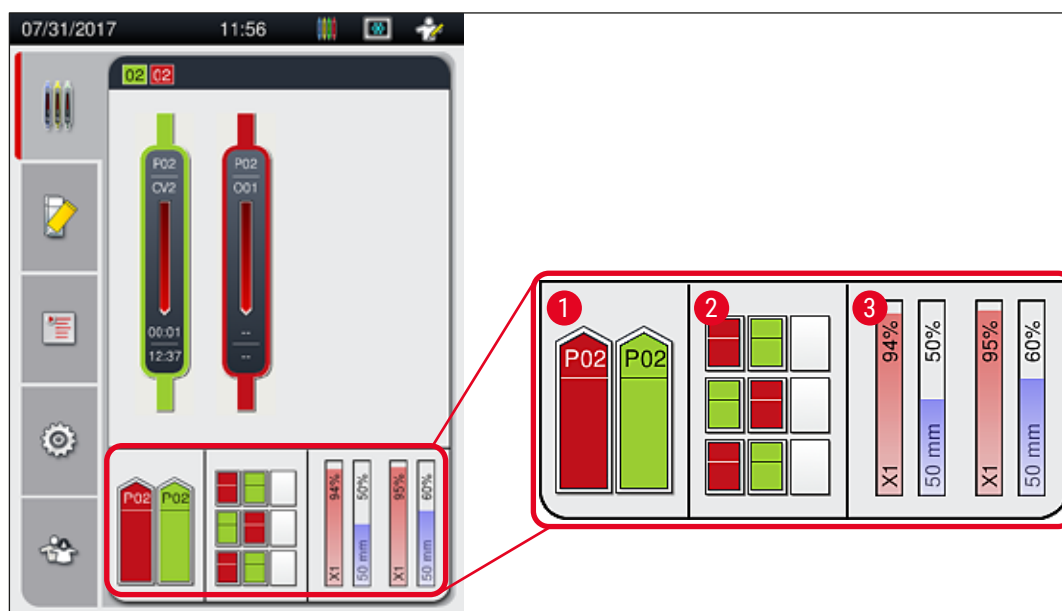 07/31/2017 11:56
02 02
P02 P02
CV2 O01
00:01 --
12:37 --
P02 P02
X1 94% 50 mm 50% X1 95% 50 mm 60%
1 2 3
P02 P02
X1 94% 50 mm 50% X1 95% 50 mm 60%